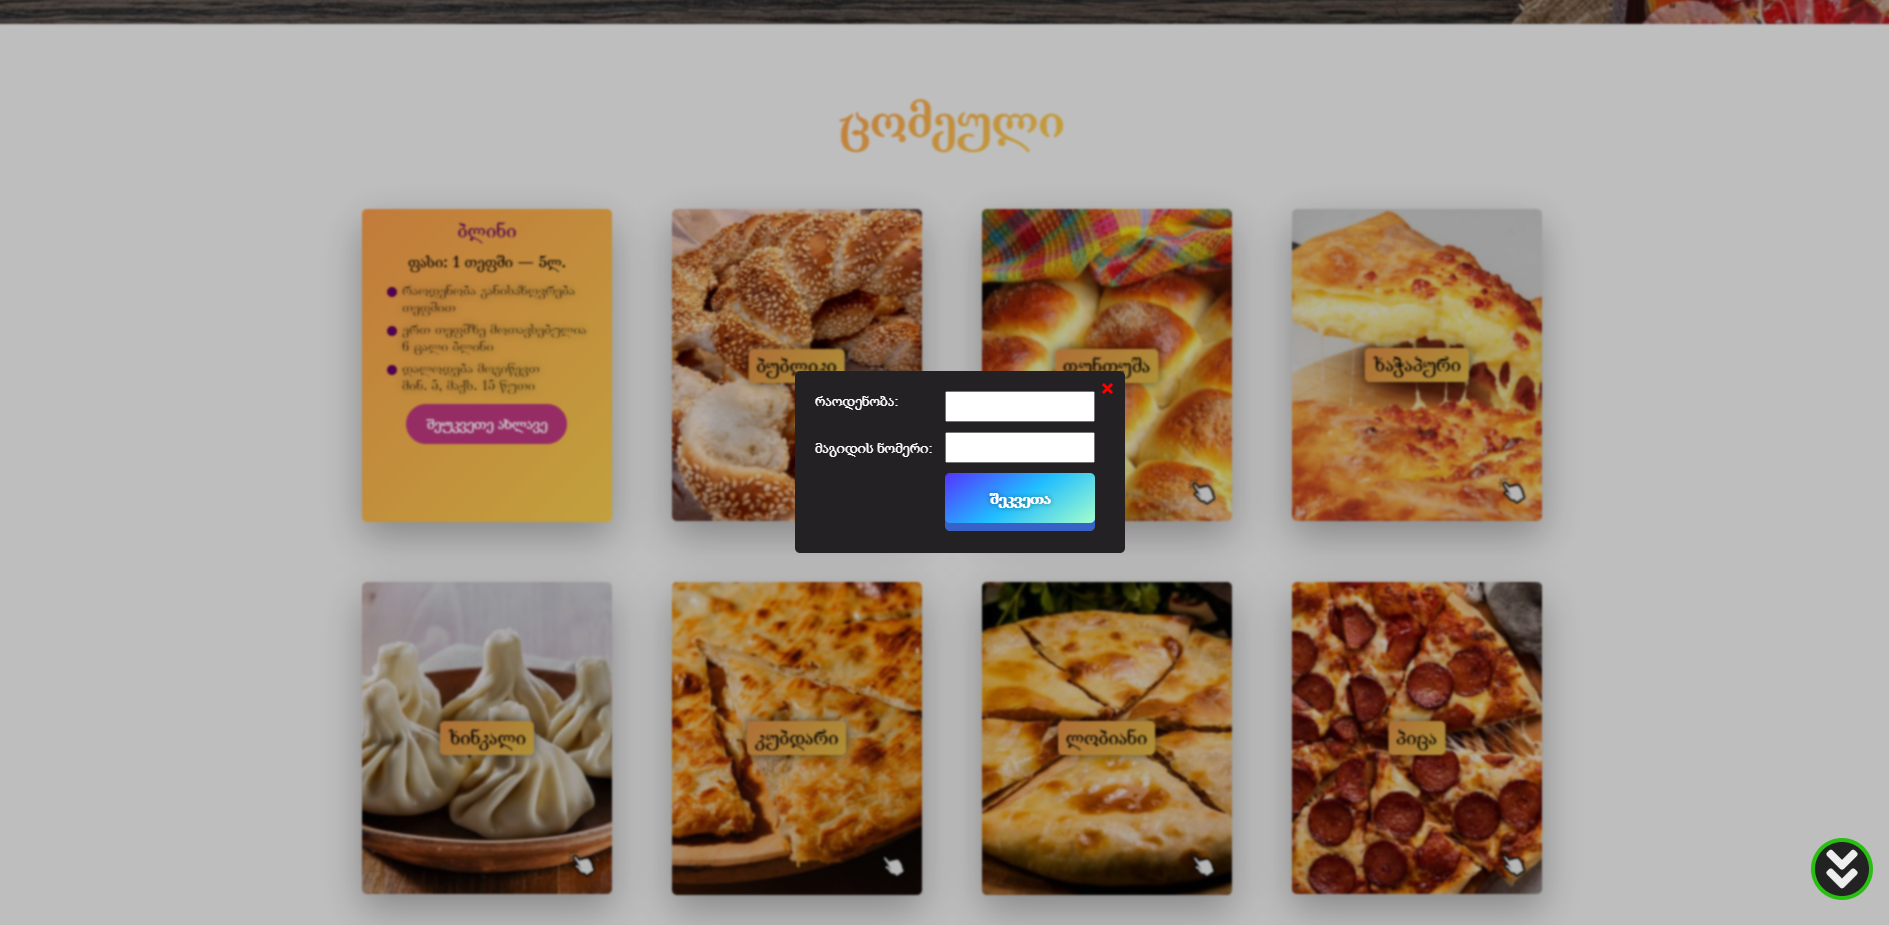 ცომეული
ბლინი
ფასი: 1 თეფში — 5ლ.
რაოდენობა განისაზღვრება
თეფშით
ერთ თეფშზე მოთავსებულია
6 ცალი ბლინი
დალოდება მოგიწევთ
მინ. 5, მაქს. 15 წუთი
შეუკვეთე ახლავე
ბუბლიკი
ფუნთუშა
ხაჭაპური
რაოდენობა:
მაგიდის ნომერი:
შეკვეთა
ხინკალი
კუბდარი
ლობიანი
პიცა